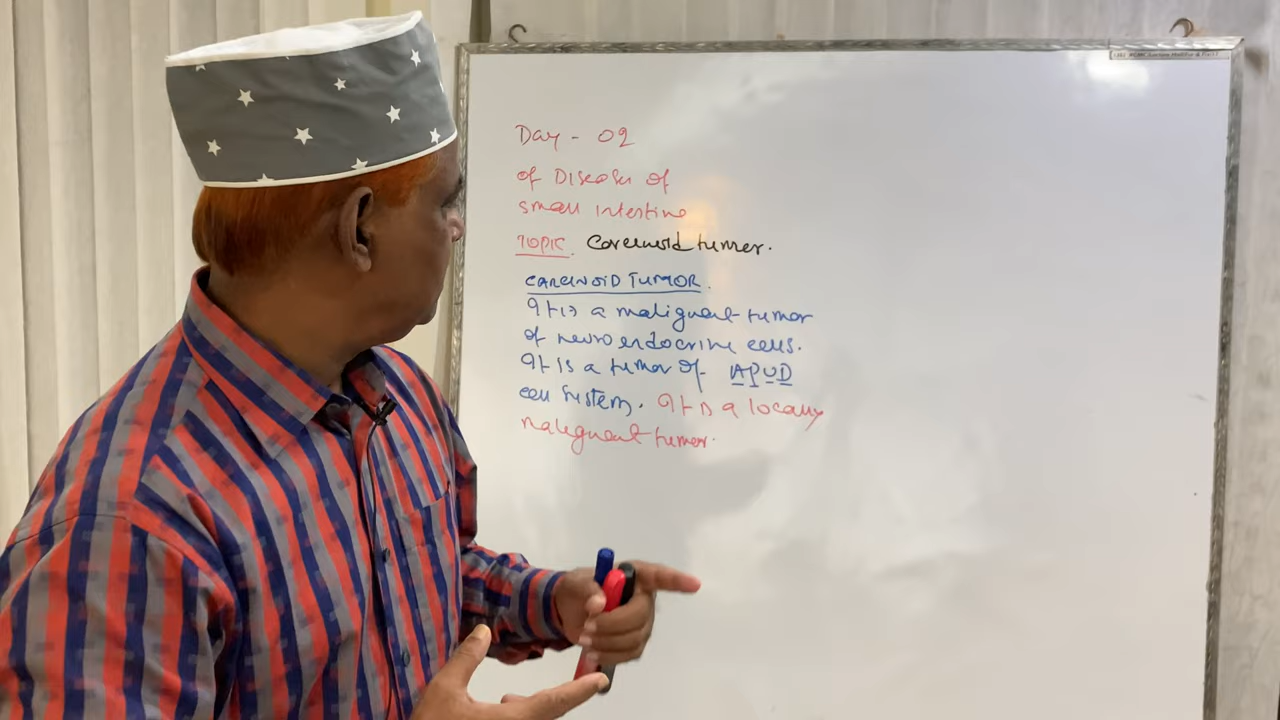 Day - 02
of Diseases of
small intestine
TOPIC. Carcinoid tumor.
CARCINOID TUMOR.
It is a malignant tumor
of neuro endocrine cells.
It is a tumor of APUD
cell system. It is a locally
malignant tumor.